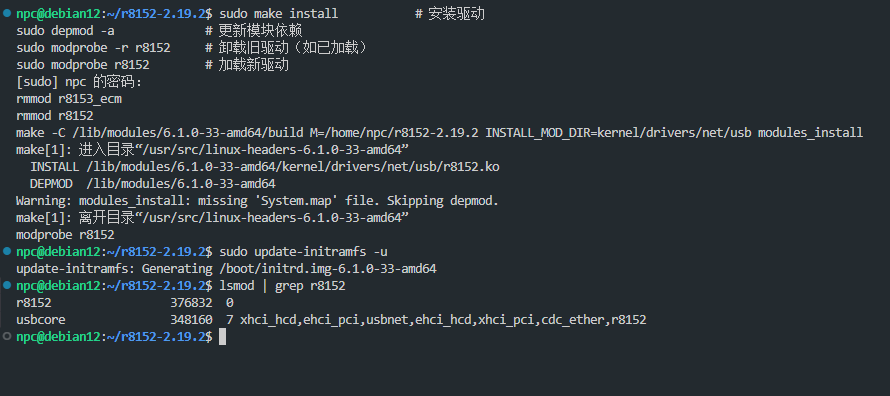 npc@debian12:~/r8152-2.19.2$ sudo make install # 安装驱动
sudo depmod -a # 更新模块依赖
sudo modprobe -r r8152 # 卸载旧驱动（如已加载）
sudo modprobe r8152 # 加载新驱动
[sudo] npc 的密码：
rmmod r8153_ecm
rmmod r8152
make -C /lib/modules/6.1.0-33-amd64/build M=/home/npc/r8152-2.19.2 INSTALL_MOD_DIR=kernel/drivers/net/usb modules_install
make[1]: 进入目录“/usr/src/linux-headers-6.1.0-33-amd64”
INSTALL /lib/modules/6.1.0-33-amd64/kernel/drivers/net/usb/r8152.ko
DEPMOD /lib/modules/6.1.0-33-amd64
Warning: modules_install: missing 'System.map' file. Skipping depmod.
make[1]: 离开目录“/usr/src/linux-headers-6.1.0-33-amd64”
modprobe r8152
npc@debian12:~/r8152-2.19.2$ sudo update-initramfs -u
update-initramfs: Generating /boot/initrd.img-6.1.0-33-amd64
npc@debian12:~/r8152-2.19.2$ lsmod | grep r8152
r8152 376832 0
usbcore 348160 7 xhci_hcd,ehci_pci,usbnet,ehci_hcd,xhci_pci,cdc_ether,r8152
npc@debian12:~/r8152-2.19.2$